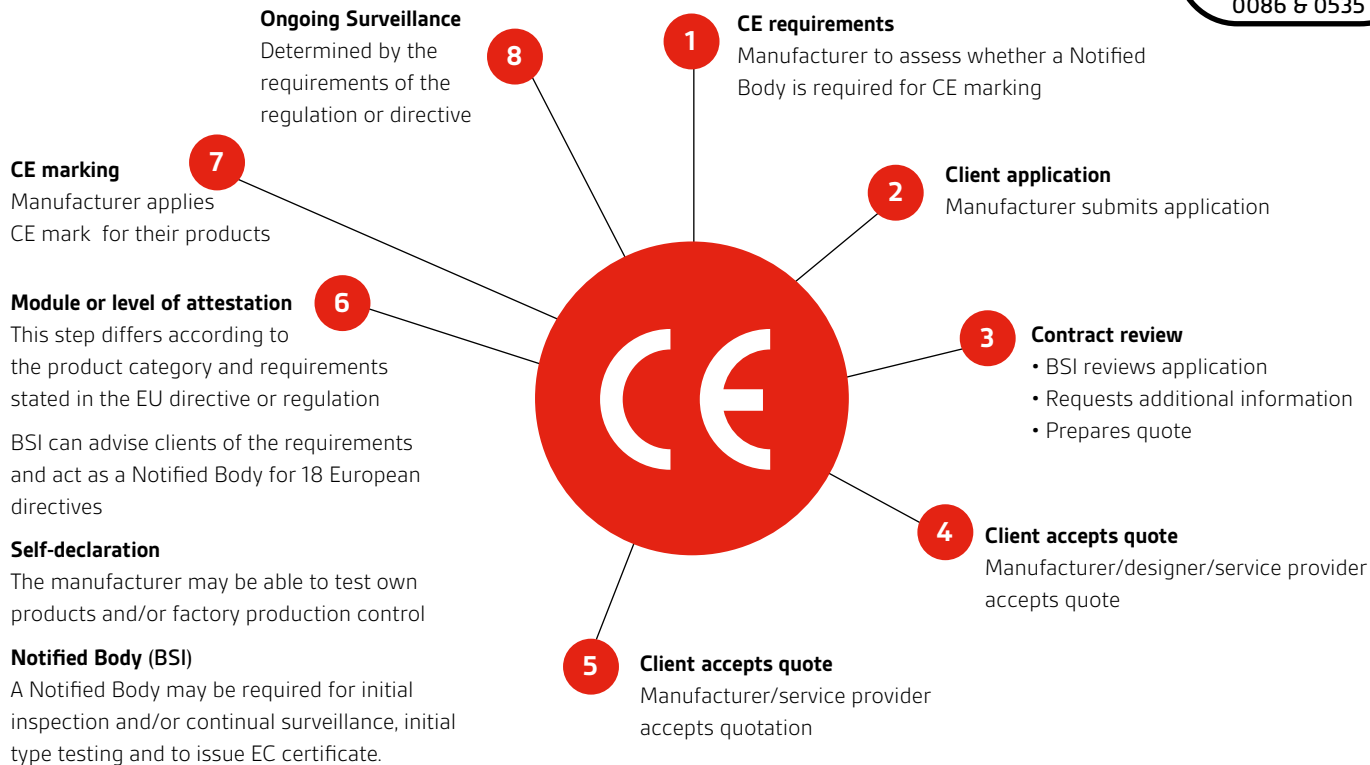 0086 & 0535
1
CE requirements
Manufacturer to assess whether a Notified
Body is required for CE marking
2
Client application
Manufacturer submits application
3
Contract review
• BSI reviews application
• Requests additional information
• Prepares quote
4
Client accepts quote
Manufacturer/designer/service provider
accepts quote
5
Client accepts quote
Manufacturer/service provider
accepts quotation
6
Module or level of attestation
This step differs according to
the product category and requirements
stated in the EU directive or regulation
BSI can advise clients of the requirements
and act as a Notified Body for 18 European
directives
Self-declaration
The manufacturer may be able to test own
products and/or factory production control
Notified Body (BSI)
A Notified Body may be required for initial
inspection and/or continual surveillance, initial
type testing and to issue EC certificate.
7
CE marking
Manufacturer applies
CE mark for their products
8
Ongoing Surveillance
Determined by the
requirements of the
regulation or directive
CE